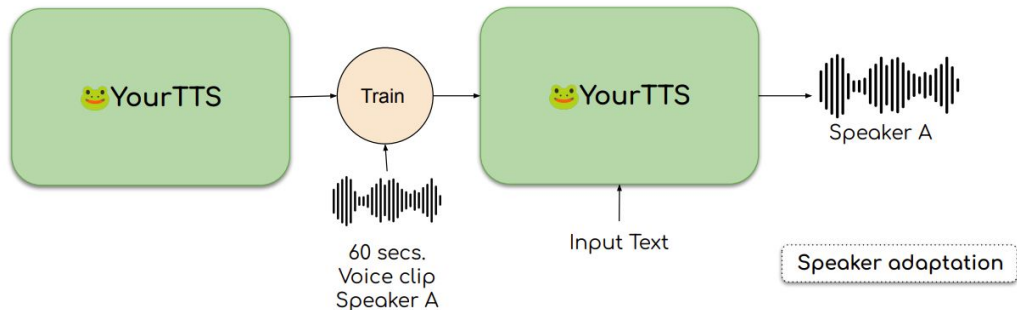 🐸YourTTS
Train
🐸YourTTS
Speaker A
60 secs.
Voice clip
Speaker A
Input Text
Speaker adaptation